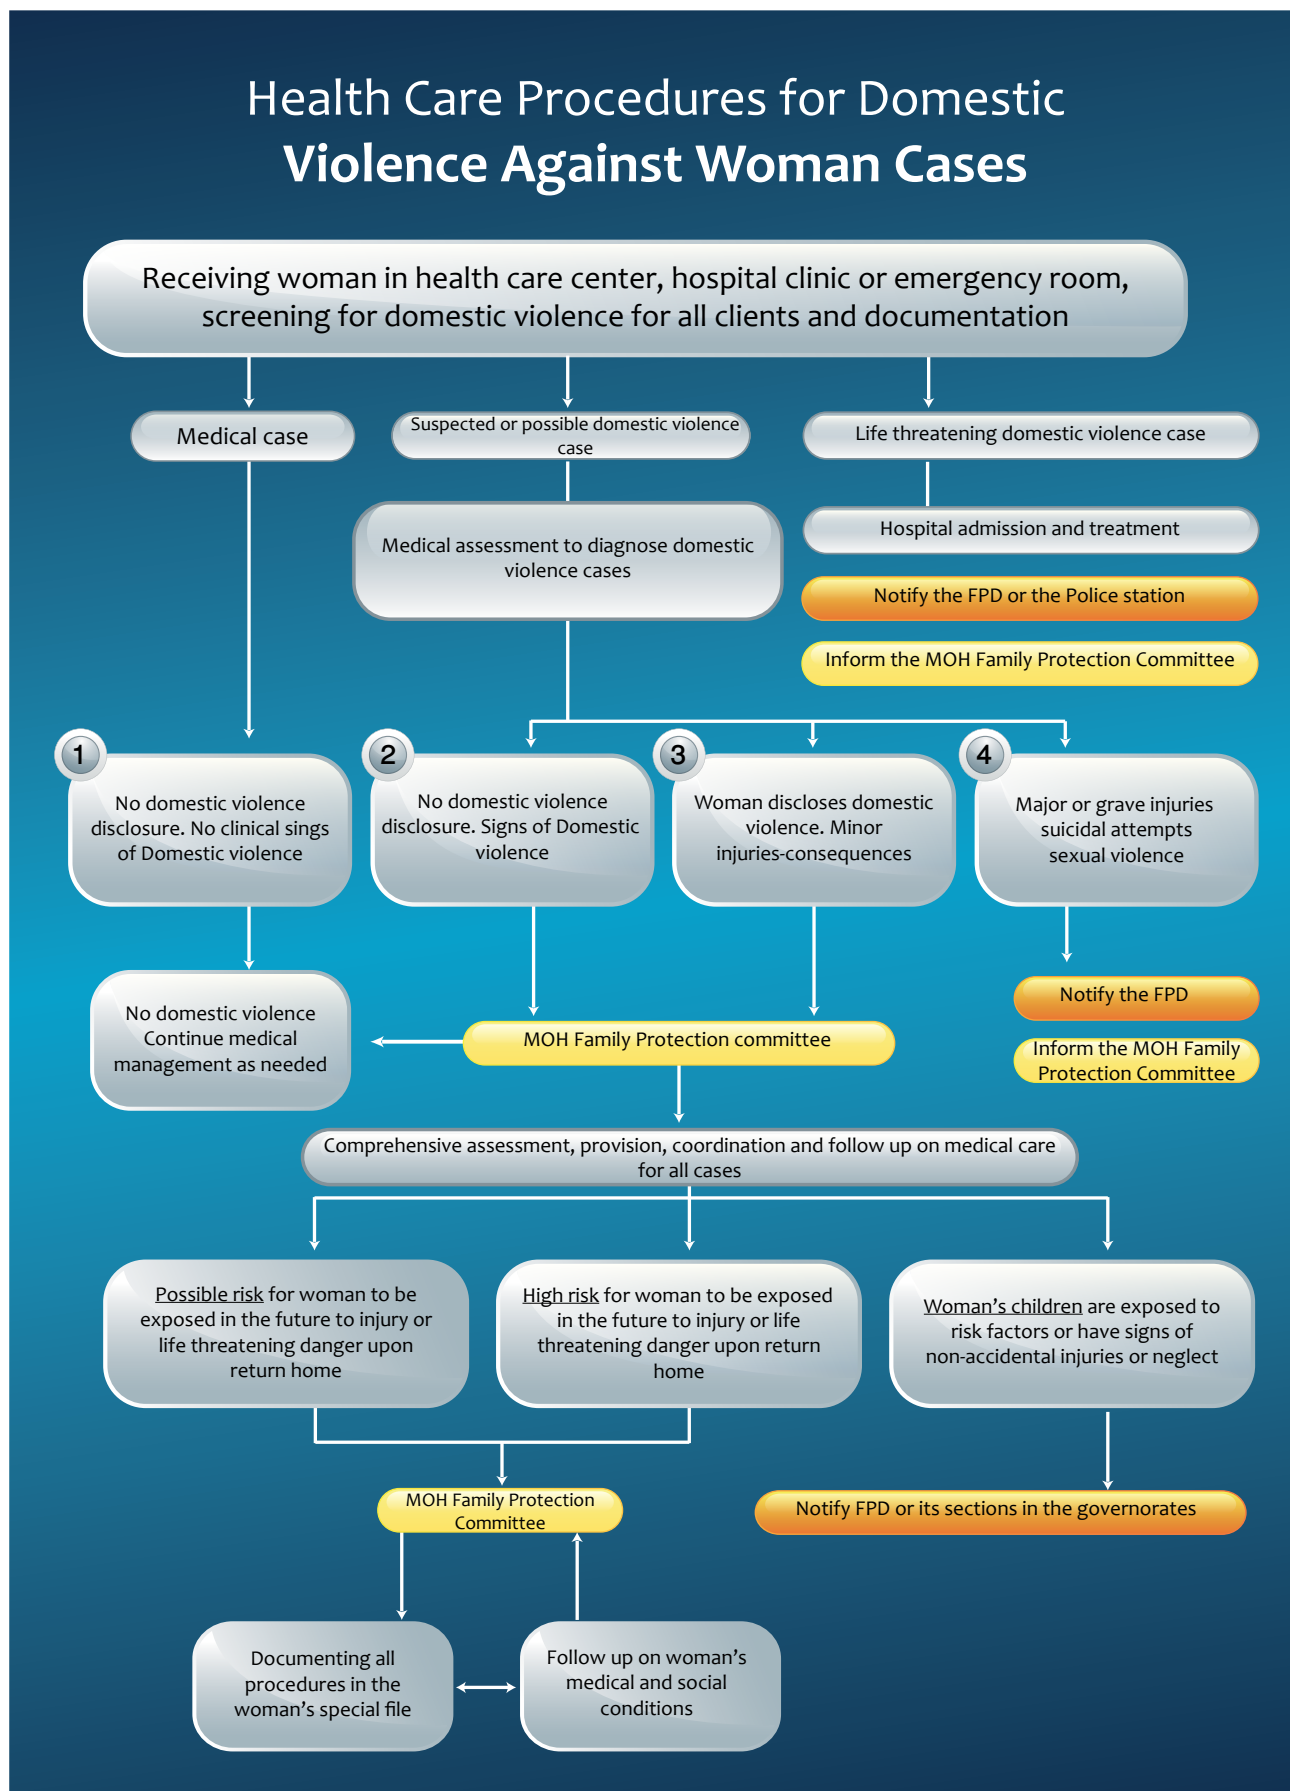 Health Care Procedures for Domestic
Violence Against Woman Cases
Receiving woman in health care center, hospital clinic or emergency room,
screening for domestic violence for all clients and documentation
Medical case
Suspected or possible domestic violence
case
Life threatening domestic violence case
Medical assessment to diagnose domestic
violence cases
Hospital admission and treatment
Notify the FPD or the Police station
Inform the MOH Family Protection Committee
1
No domestic violence
disclosure. No clinical sings
of Domestic violence
2
No domestic violence
disclosure. Signs of Domestic
violence
3
Woman discloses domestic
violence. Minor
injuries-consequences
4
Major or grave injuries
suicidal attempts
sexual violence
No domestic violence
Continue medical
management as needed
MOH Family Protection committee
Notify the FPD
Inform the MOH Family
Protection Committee
Comprehensive assessment, provision, coordination and follow up on medical care
for all cases
Possible risk for woman to be
exposed in the future to injury or
life threatening danger upon
return home
High risk for woman to be exposed
in the future to injury or life
threatening danger upon return
home
Woman's children are exposed to
risk factors or have signs of
non-accidental injuries or neglect
MOH Family Protection
Committee
Notify FPD or its sections in the governorates
Documenting all
procedures in the
woman's special file
Follow up on woman's
medical and social
conditions